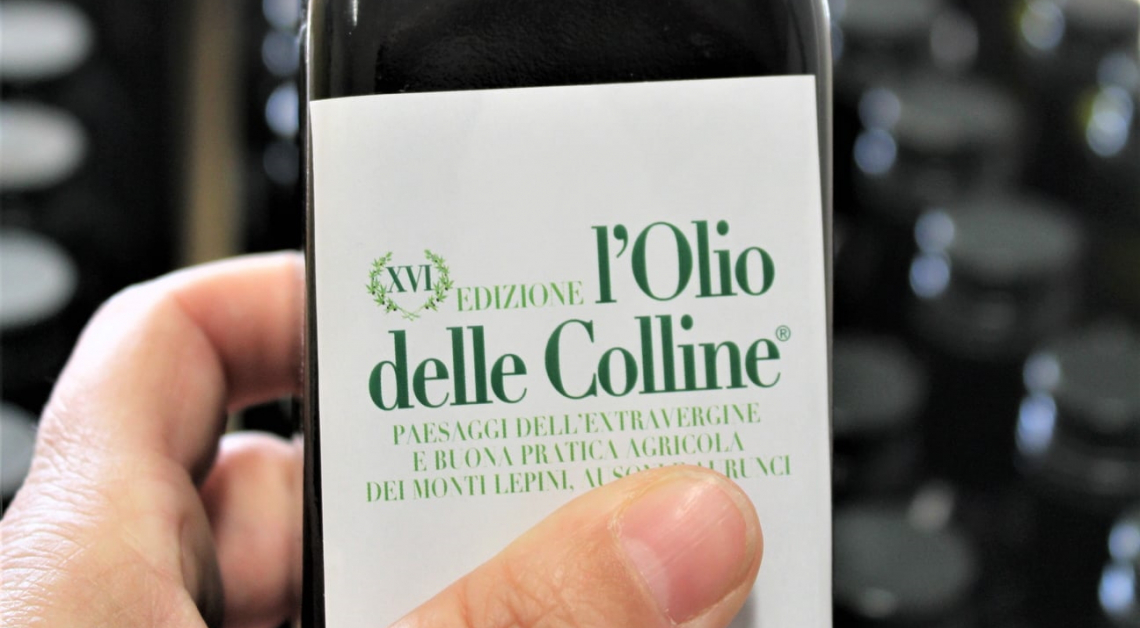 XVI EDIZIONE l'Olio
delle Colline®
PAESAGGI DELL'EXTRAVERGINE
E BUONA PRATICA AGRICOLA
DEI MONTI LEPINI,